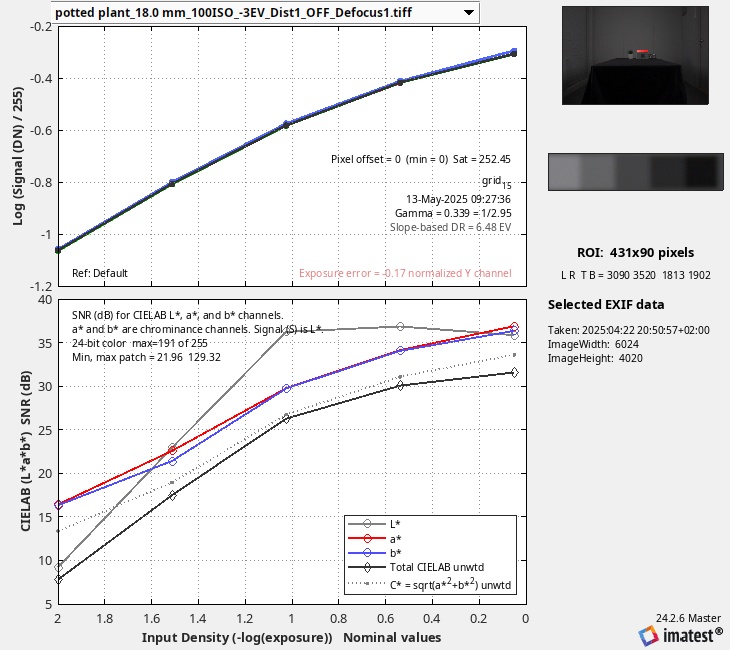 potted plant_18.0 mm_100ISO_-3EV_Dist1_OFF_Defocus1.tiff
-0.2
-0.4
-0.6
-0.8
-1
-1.2
Log (Signal (DN) / 255)
Pixel offset = 0 (min = 0) Sat = 252.45
grid_15
13-May-2025 09:27:36
Gamma = 0.339 = 1/2.95
Slope-based DR = 6.48 EV
Ref: Default
Exposure error = -0.17 normalized Y channel
ROI: 431x90 pixels
L R T B = 3090 3520 1813 1902
Selected EXIF data
Taken: 2025:04:22 20:50:57+02:00
ImageWidth: 6024
ImageHeight: 4020
40
35
30
25
20
15
10
5
CIELAB (L*a*b*) SNR (dB)
SNR (dB) for CIELAB L*, a*, and b* channels.
a* and b* are chrominance channels. Signal (S) is L*.
24-bit color max=191 of 255
Min, max patch = 21.96 129.32
L*
a*
b*
Total CIELAB unwtd
C* = sqrt(a*2+b*2) unwtd
2 1.8 1.6 1.4 1.2 1 0.8 0.6 0.4 0.2 0
Input Density (-log(exposure)) Nominal values
24.2.6 Master
imatest®